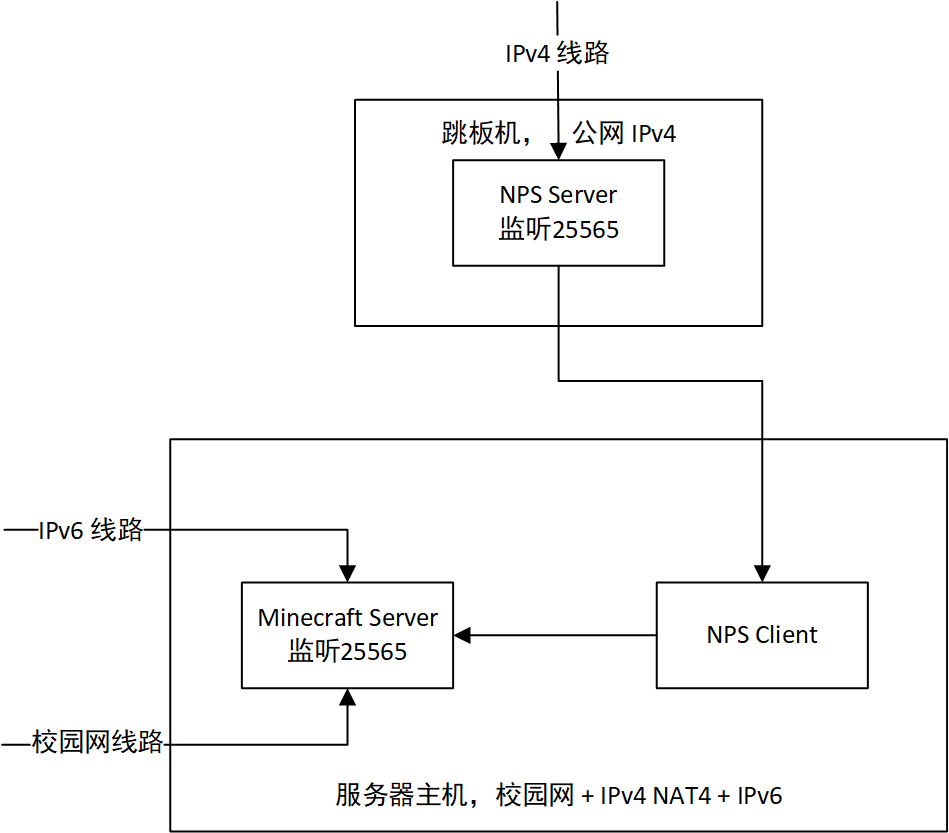 IPv4 线路
跳板机， 公网 IPv4
NPS Server
监听25565
IPv6 线路
Minecraft Server
监听25565
NPS Client
校园网线路
服务器主机，校园网 + IPv4 NAT4 + IPv6